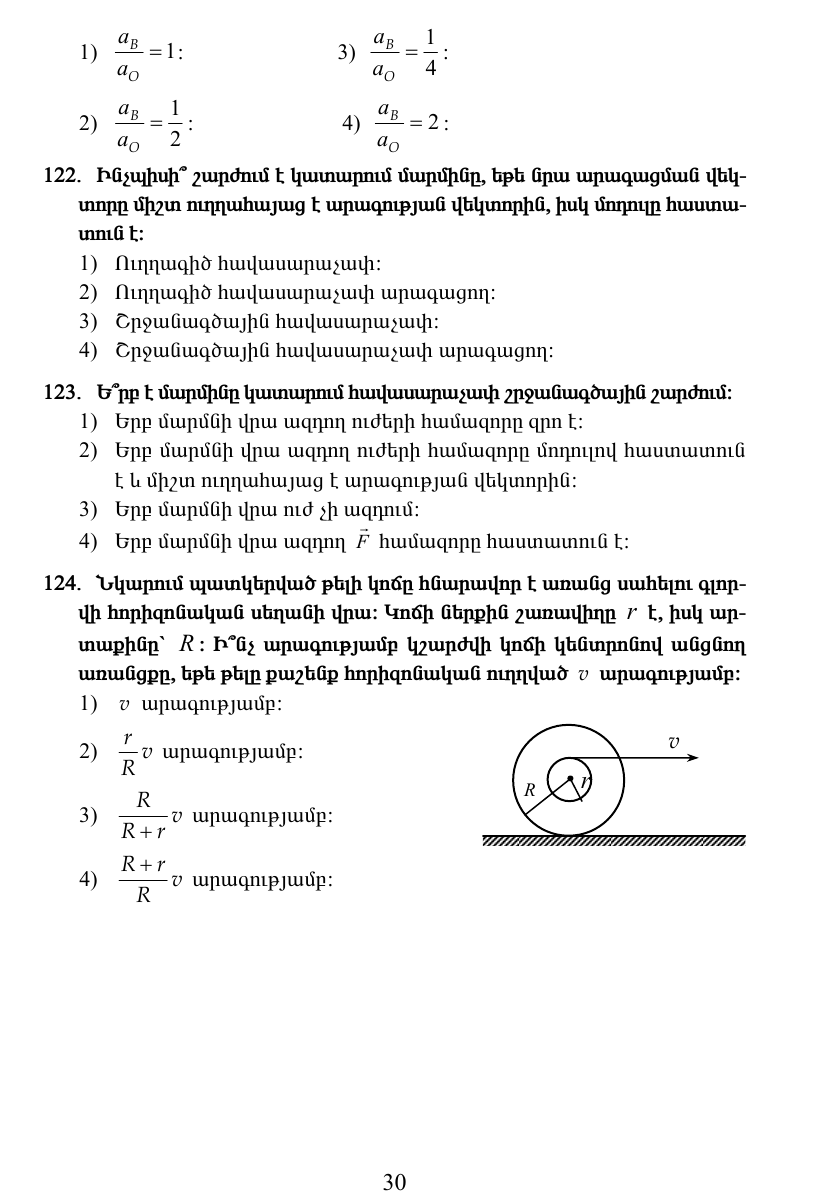 1) a_B/a_O = 1: 3) a_B/a_O = 1/4 :
2) a_B/a_O = 1/2 : 4) a_B/a_O = 2 :
122. Ինչպիսի՞ շարժում է կատարում մարմինը, եթե նրա արագացման վեկ-
տորը միշտ ուղղահայաց է արագության վեկտորին, իսկ մոդուլը հաստա-
տուն է:
1) Ուղղագիծ հավասարաչափ:
2) Ուղղագիծ հավասարաչափ արագացող:
3) Շրջանագծային հավասարաչափ:
4) Շրջանագծային հավասարաչափ արագացող:
123. Ե՞րբ է մարմինը կատարում հավասարաչափ շրջանագծային շարժում:
1) Երբ մարմնի վրա ազդող ուժերի համազորը զրո է:
2) Երբ մարմնի վրա ազդող ուժերի համազորը մոդուլով հաստատուն
է և միշտ ուղղահայաց է արագության վեկտորին:
3) Երբ մարմնի վրա ուժ չի ազդում:
4) Երբ մարմնի վրա ազդող F⃗ համազորը հաստատուն է:
124. Նկարում պատկերված թելի կոճը հնարավոր է առանց սահելու գլոր-
վի հորիզոնական սեղանի վրա: Կոճի ներքին շառավիղը r է, իսկ ար-
տաքինը՝ R : Ի՞նչ արագությամբ կշարժվի կոճի կենտրոնով անցնող
առանցքը, եթե թելը քաշենք հորիզոնական ուղղված v արագությամբ:
1) v արագությամբ:
2) r/R v արագությամբ:
3) R/(R + r) v արագությամբ:
4) (R + r)/R v արագությամբ:
v
R r
30